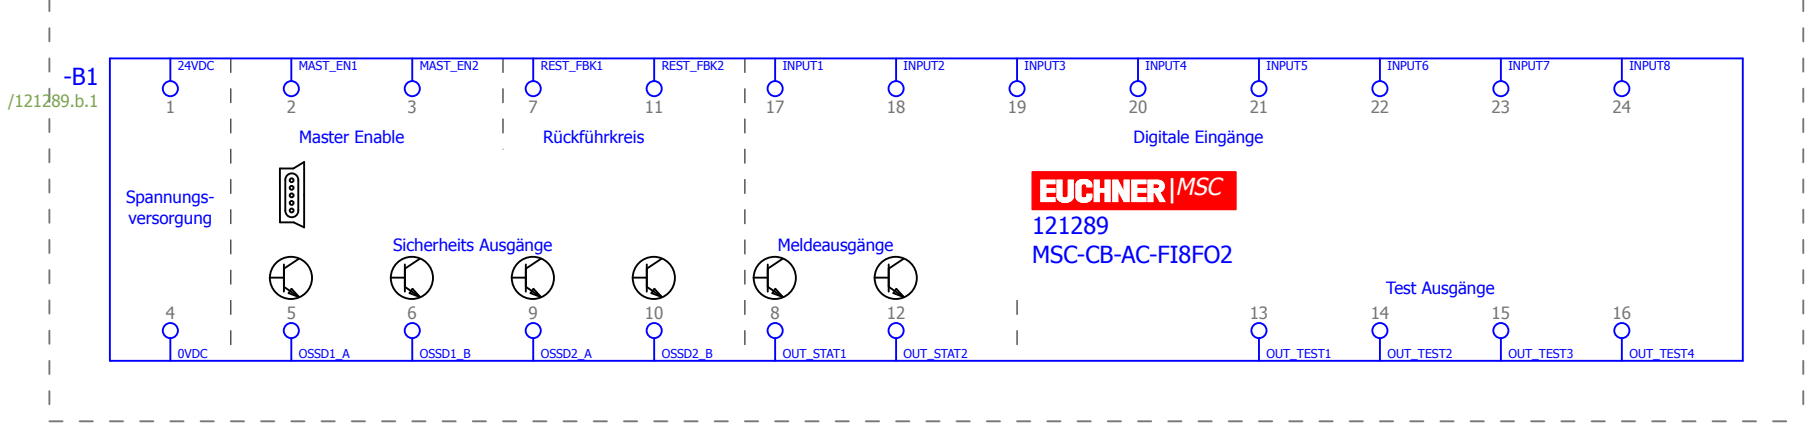 -B1
/121289.b.1
24VDC MAST_EN1 MAST_EN2 REST_FBK1 REST_FBK2 INPUT1 INPUT2 INPUT3 INPUT4 INPUT5 INPUT6 INPUT7 INPUT8
1 2 3 7 11 17 18 19 20 21 22 23 24
Master Enable Rückführkreis Digitale Eingänge
Spannungs-
versorgung
EUCHNER|MSC
121289
MSC-CB-AC-FI8FO2
Sicherheits Ausgänge Meldeausgänge
Test Ausgänge
4 5 6 9 10 8 12 13 14 15 16
0VDC OSSD1_A OSSD1_B OSSD2_A OSSD2_B OUT_STAT1 OUT_STAT2 OUT_TEST1 OUT_TEST2 OUT_TEST3 OUT_TEST4